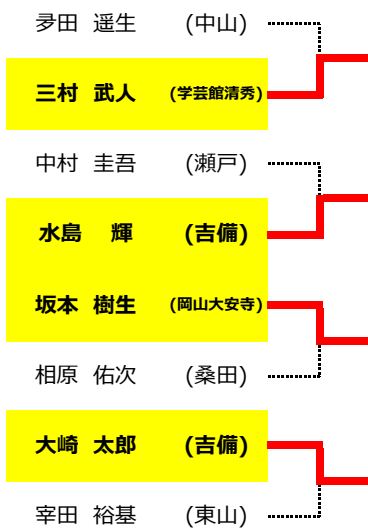 夛田 遥生 (中山)
三村 武人 (学芸館清秀)
中村 圭吾 (瀬戸)
水島 輝 (吉備)
坂本 樹生 (岡山大安寺)
相原 佑次 (桑田)
大崎 太郎 (吉備)
宰田 裕基 (東山)